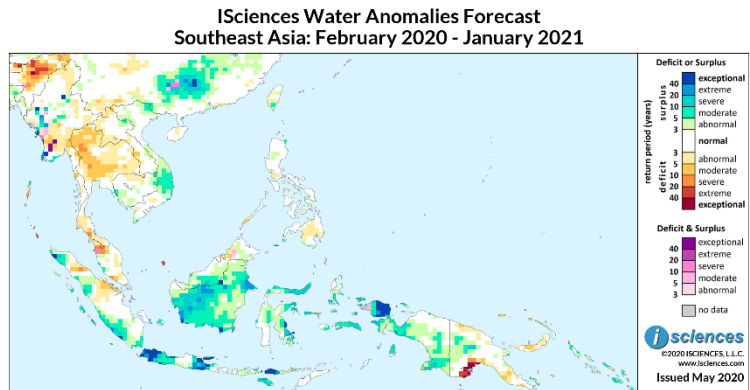 ISciences Water Anomalies Forecast
Southeast Asia: February 2020 - January 2021
Deficit or Surplus
return period (years)
surplus
deficit
40 exceptional
20 extreme
10 severe
5 moderate
3 abnormal
normal
3 abnormal
5 moderate
10 severe
20 extreme
40 exceptional
Deficit & Surplus
40 exceptional
20 extreme
10 severe
5 moderate
3 abnormal
no data
isciences
©2020 ISCIENCES, L.L.C.
www.isciences.com
Issued May 2020